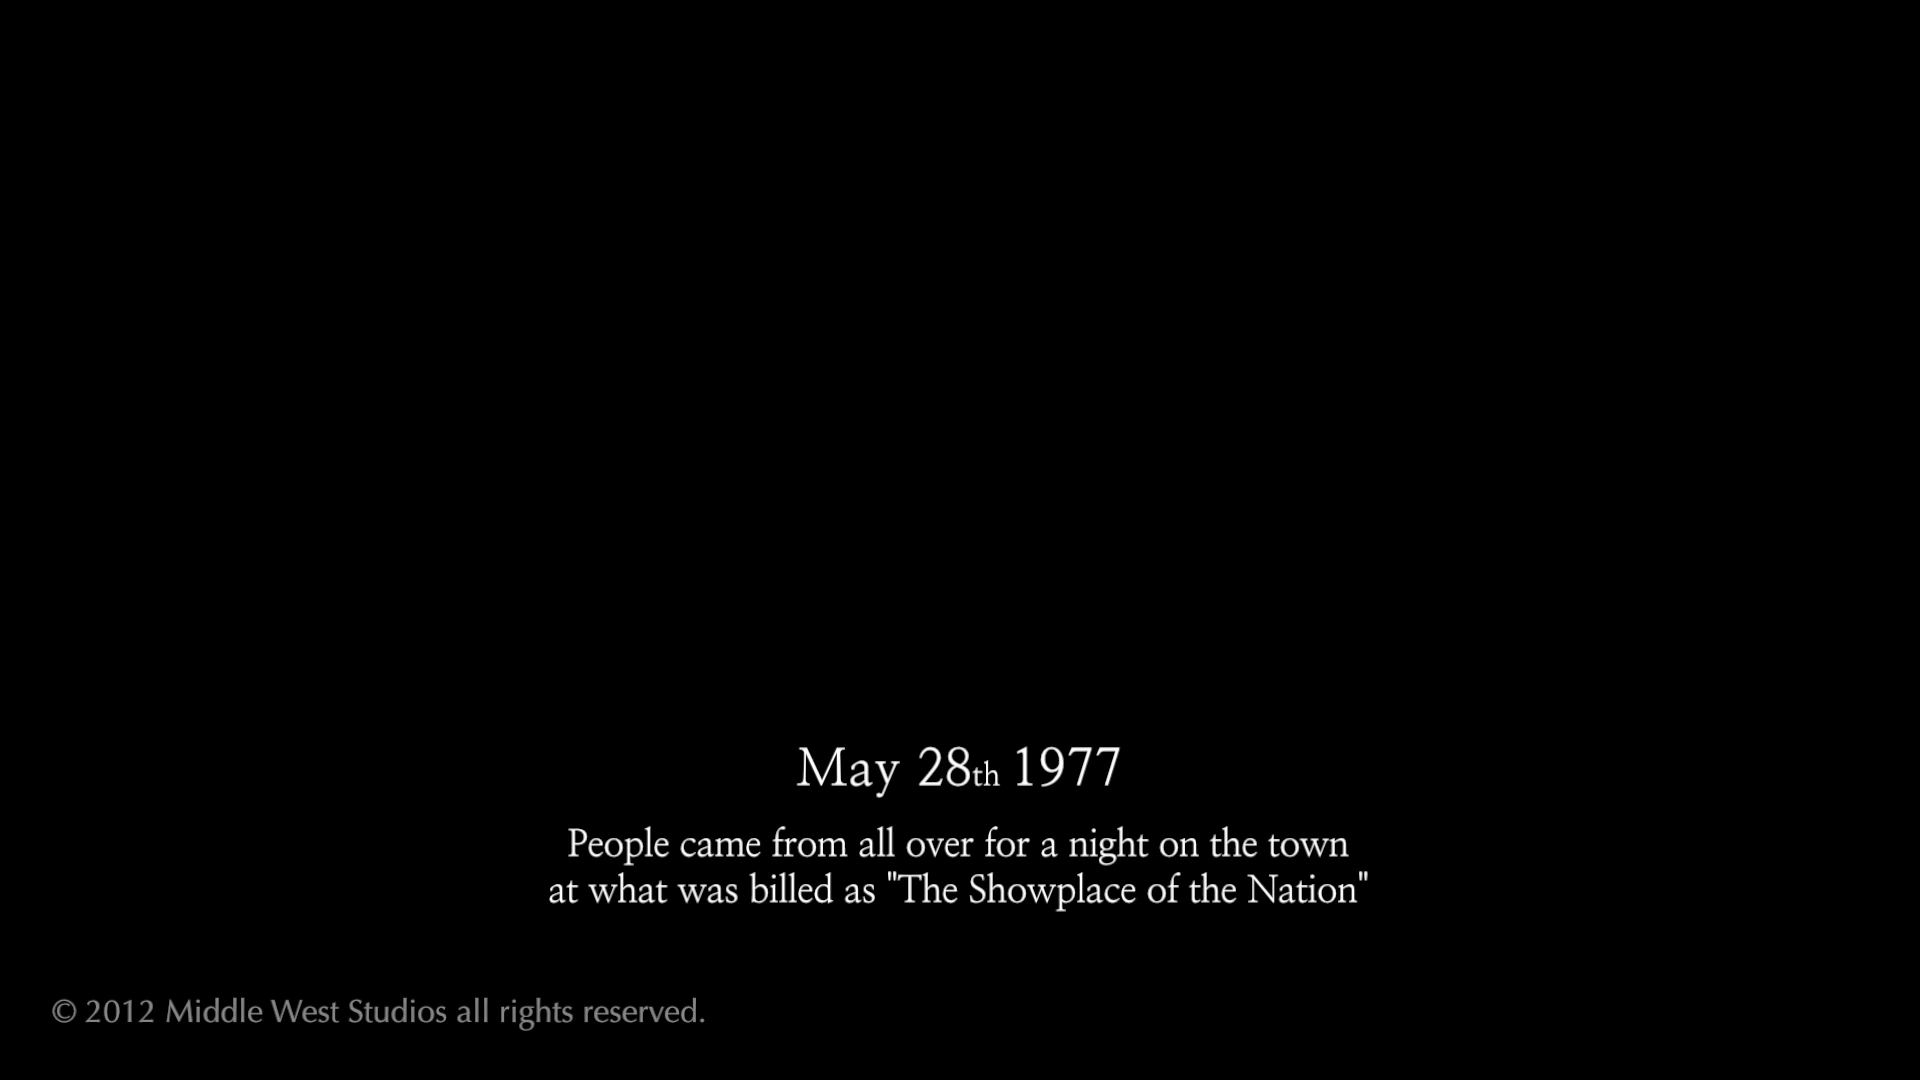 May 28th 1977
People came from all over for a night on the town
at what was billed as "The Showplace of the Nation"
© 2012 Middle West Studios all rights reserved.